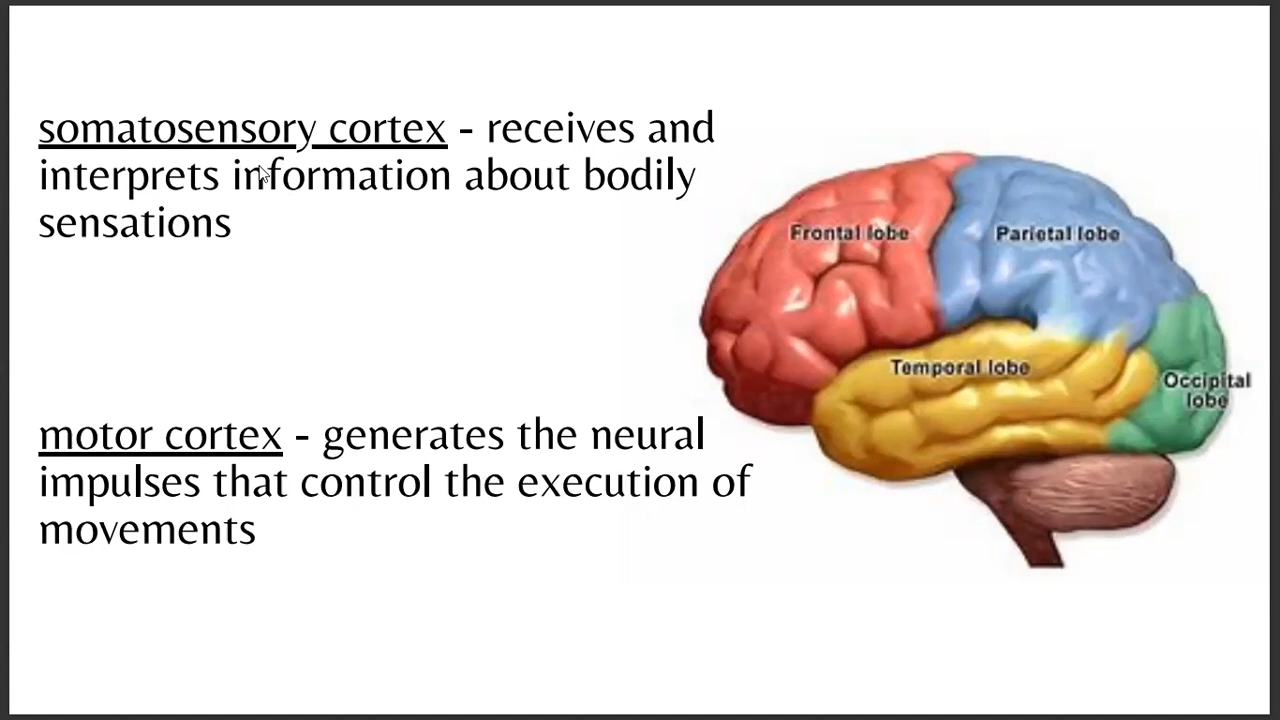 somatosensory cortex - receives and
interprets information about bodily
sensations
motor cortex - generates the neural
impulses that control the execution of
movements
Frontal lobe
Parietal lobe
Temporal lobe
Occipital
lobe